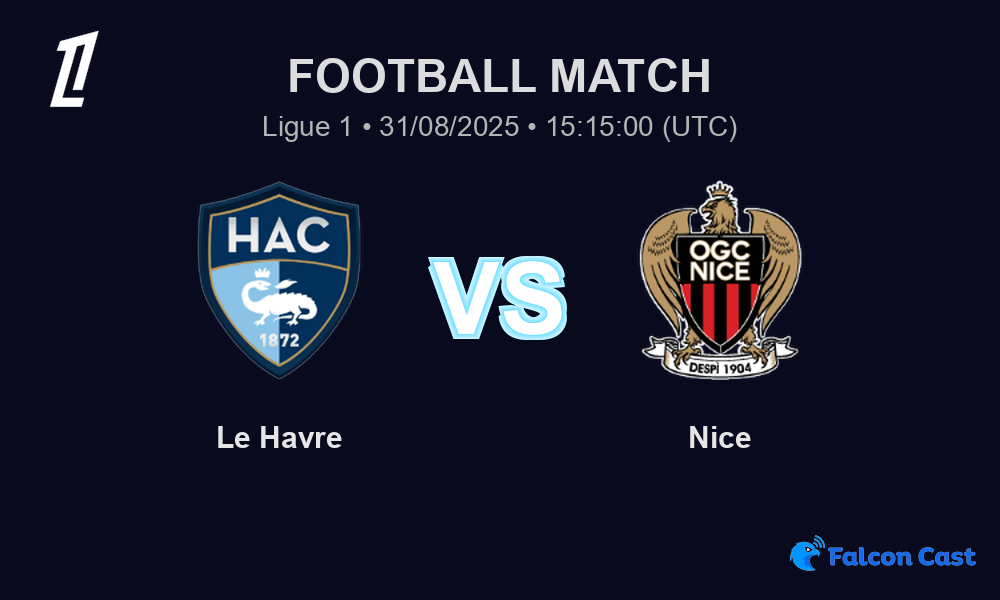 FOOTBALL MATCH
Ligue 1 • 31/08/2025 • 15:15:00 (UTC)
HAC
1872
VS
OGC
NICE
DESPÍ 1904
Le Havre
Nice
Falcon Cast